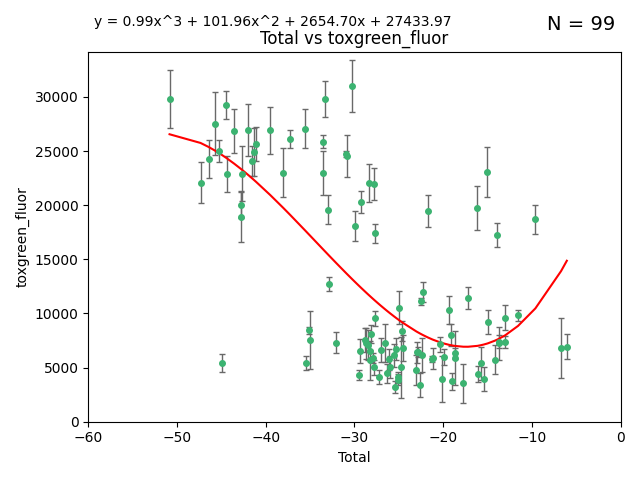 y = 0.99x^3 + 101.96x^2 + 2654.70x + 27433.97
N = 99
Total vs toxgreen_fluor
30000
25000
20000
15000
10000
5000
0
toxgreen_fluor
−60
−50
−40
−30
−20
−10
0
Total